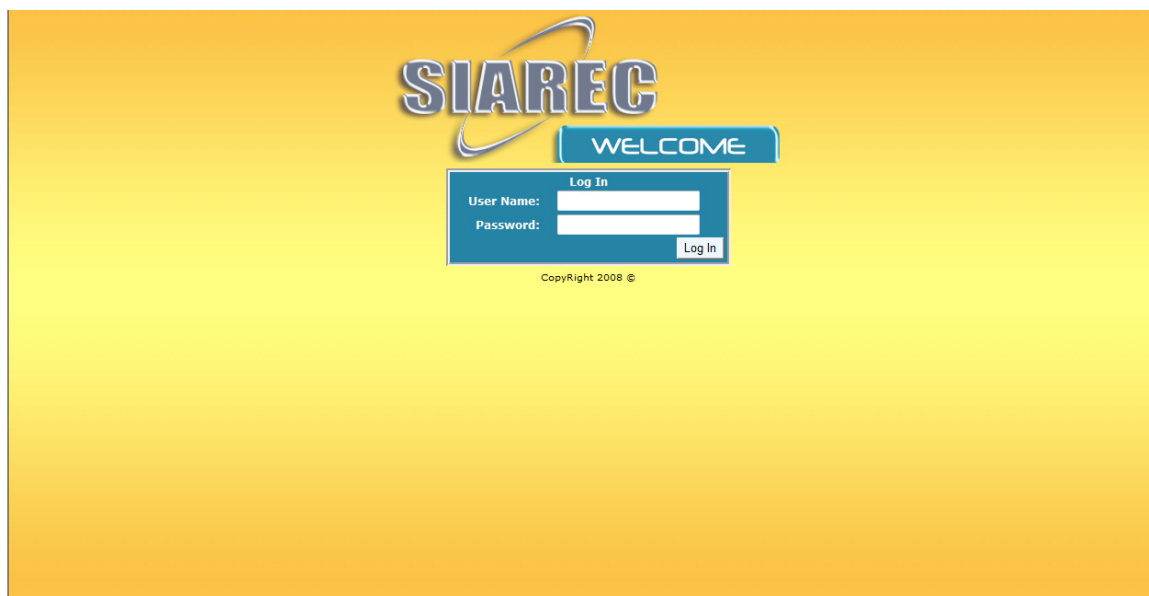 SIAREC
WELCOME
Log In
User Name:
Password:
Log In
CopyRight 2008 ©